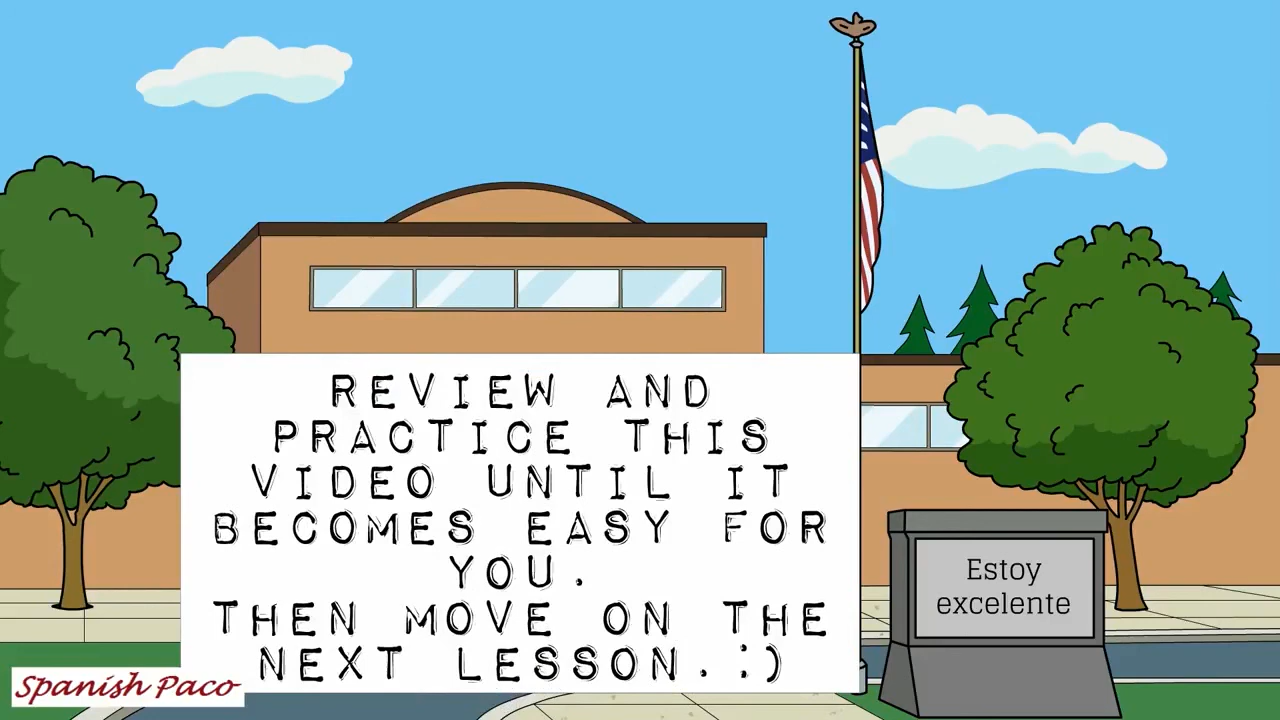 REVIEW AND
PRACTICE THIS
VIDEO UNTIL IT
BECOMES EASY FOR
YOU.
THEN MOVE ON THE
NEXT LESSON.:)
Estoy
excelente
Spanish Paco